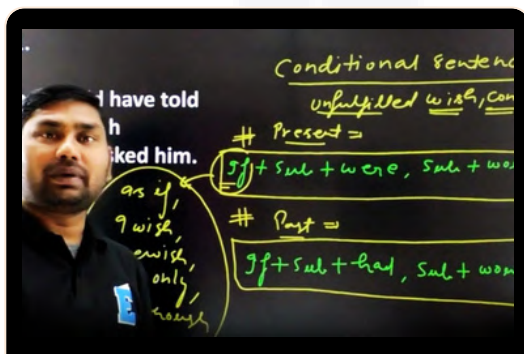 have told
sked him.
Conditional Sentenc
unfulfilled wish, con
# Present =
If + Sub + were, Sub + wo
as if,
I wish,
only,
# Past ⇒
If + Sub + had, Sub + wou
E